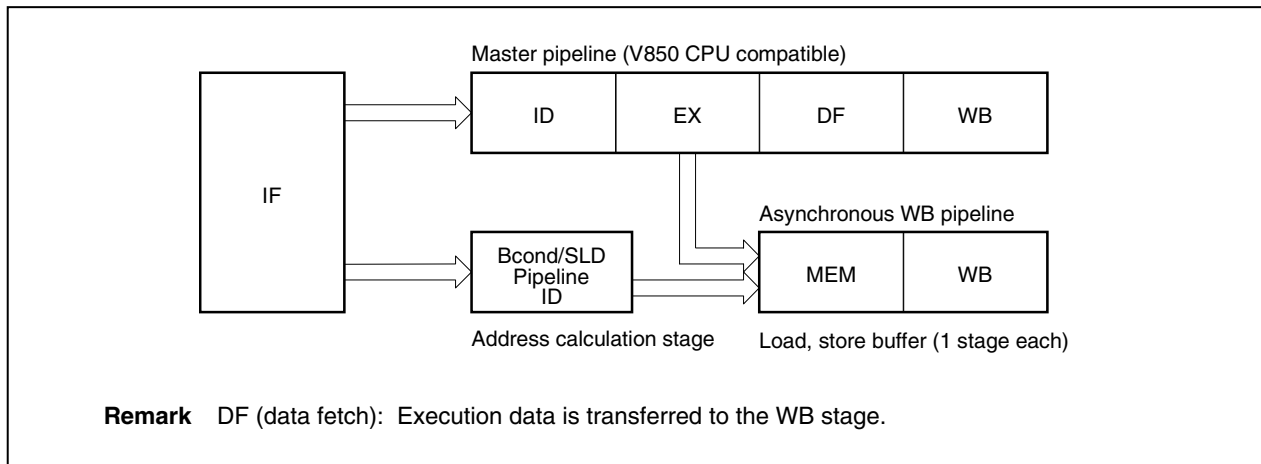 Master pipeline (V850 CPU compatible)
ID
EX
DF
WB
IF
Asynchronous WB pipeline
Bcond/SLD
Pipeline
ID
MEM
WB
Address calculation stage
Load, store buffer (1 stage each)
Remark DF (data fetch): Execution data is transferred to the WB stage.